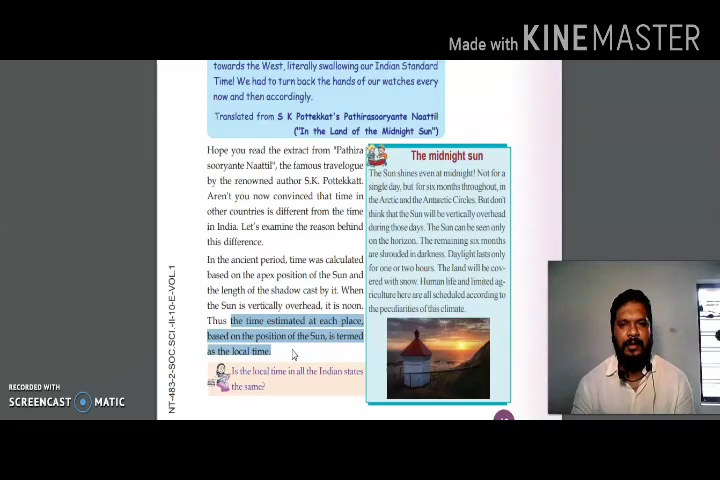 Made with KINEMASTER
towards the West, literally swallowing our Indian Standard
Time! We had to turn back the hands of our watches every
now and then accordingly.
Translated from S K Pottekkat's Pathirasooryante Naattil
("In the Land of the Midnight Sun")
Hope you read the extract from "Pathira
sooryante Naattil", the famous travelogue
by the renowned author S.K. Pottekkatt.
Aren't you now convinced that time in
other countries is different from the time
in India. Let's examine the reason behind
this difference.
In the ancient period, time was calculated
based on the apex position of the Sun and
the length of the shadow cast by it. When
the Sun is vertically overhead, it is noon.
Thus the time estimated at each place,
based on the position of the Sun, is termed
as the local time.
Is the local time in all the Indian states
the same?
The midnight sun
The Sun shines even at midnight! Not for a
single day, but for six months throughout, in
the Arctic and the Antarctic Circles. But don't
think that the Sun will be vertically overhead
during those days. The Sun can be seen only
on the horizon. The remaining six months
are shrouded in darkness. Daylight lasts only
for one or two hours. The land will be cov-
ered with snow. Human life and limited ag-
riculture here are all scheduled according to
the peculiarities of this climate.
NT-483-2-SOC.SCI.-II-10-E-VOL.1
RECORDED WITH
SCREENCAST MATIC